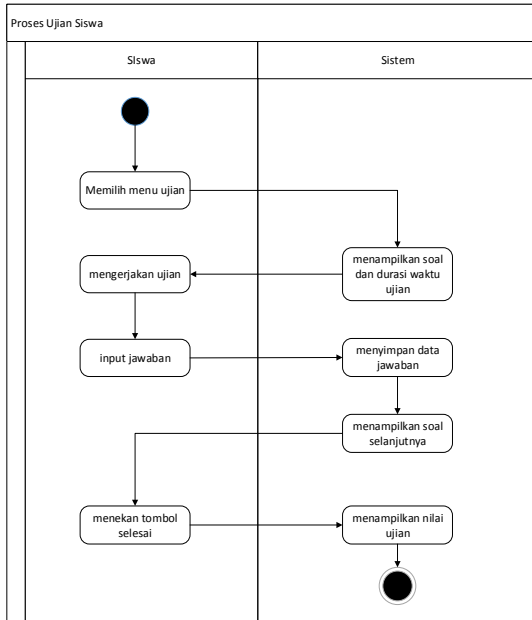 Proses Ujian Siswa
SIswa
Sistem
Memilih menu ujian
menampilkan soal
dan durasi waktu
ujian
mengerjakan ujian
input jawaban
menyimpan data
jawaban
menampilkan soal
selanjutnya
menekan tombol
selesai
menampilkan nilai
ujian